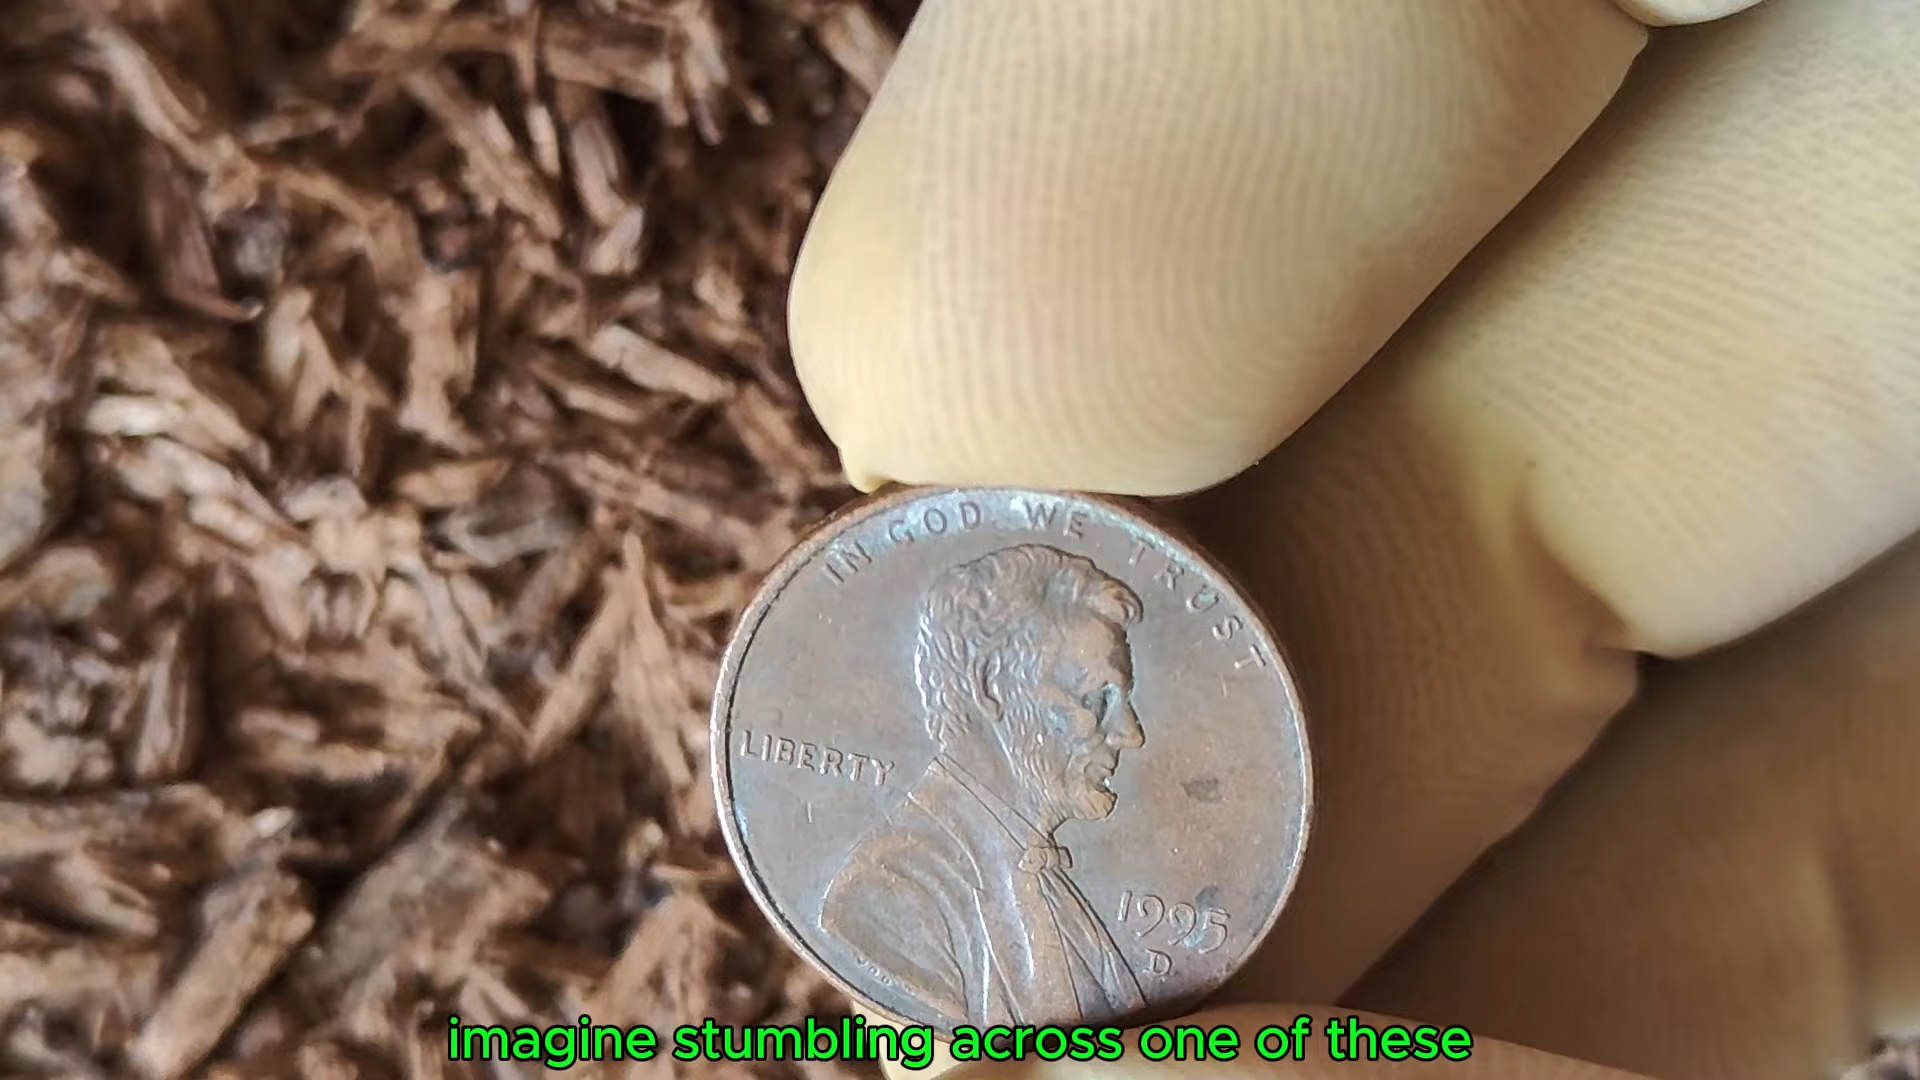 IN GOD WE TRUST
LIBERTY
1995
D
imagine stumbling across one of these